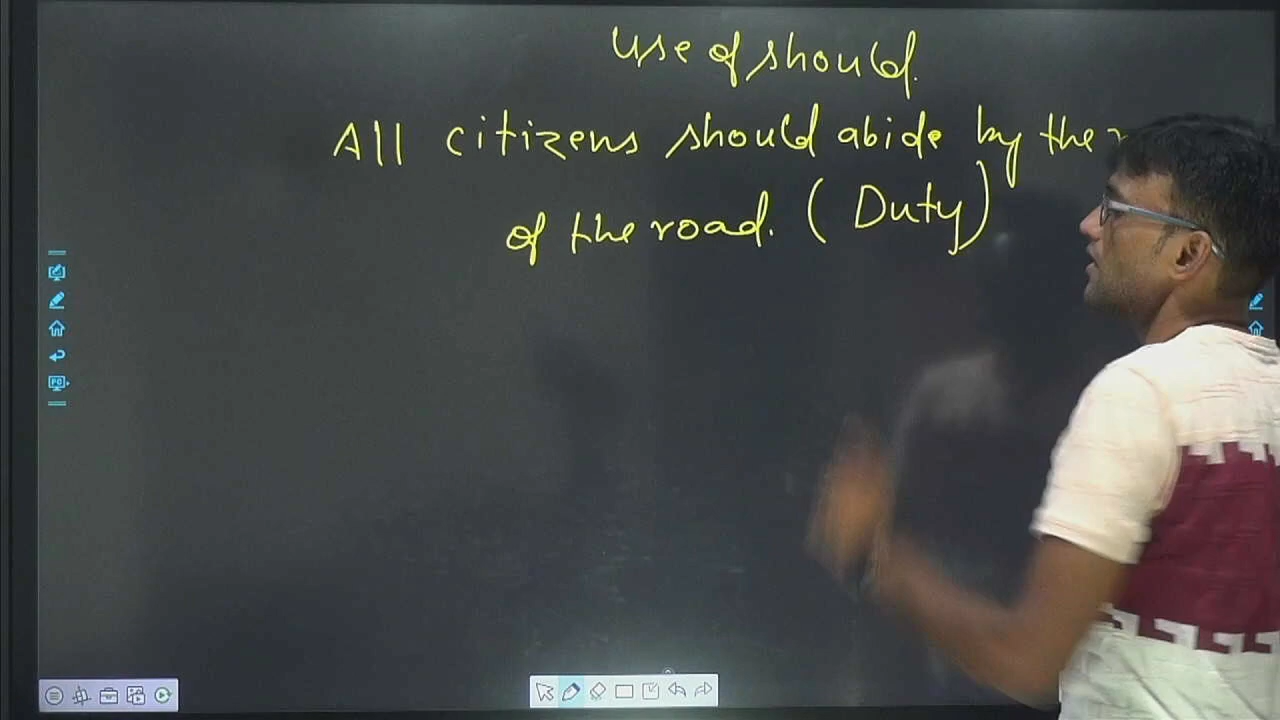 use of should.
All citizens should abide by the
of the road. (Duty)